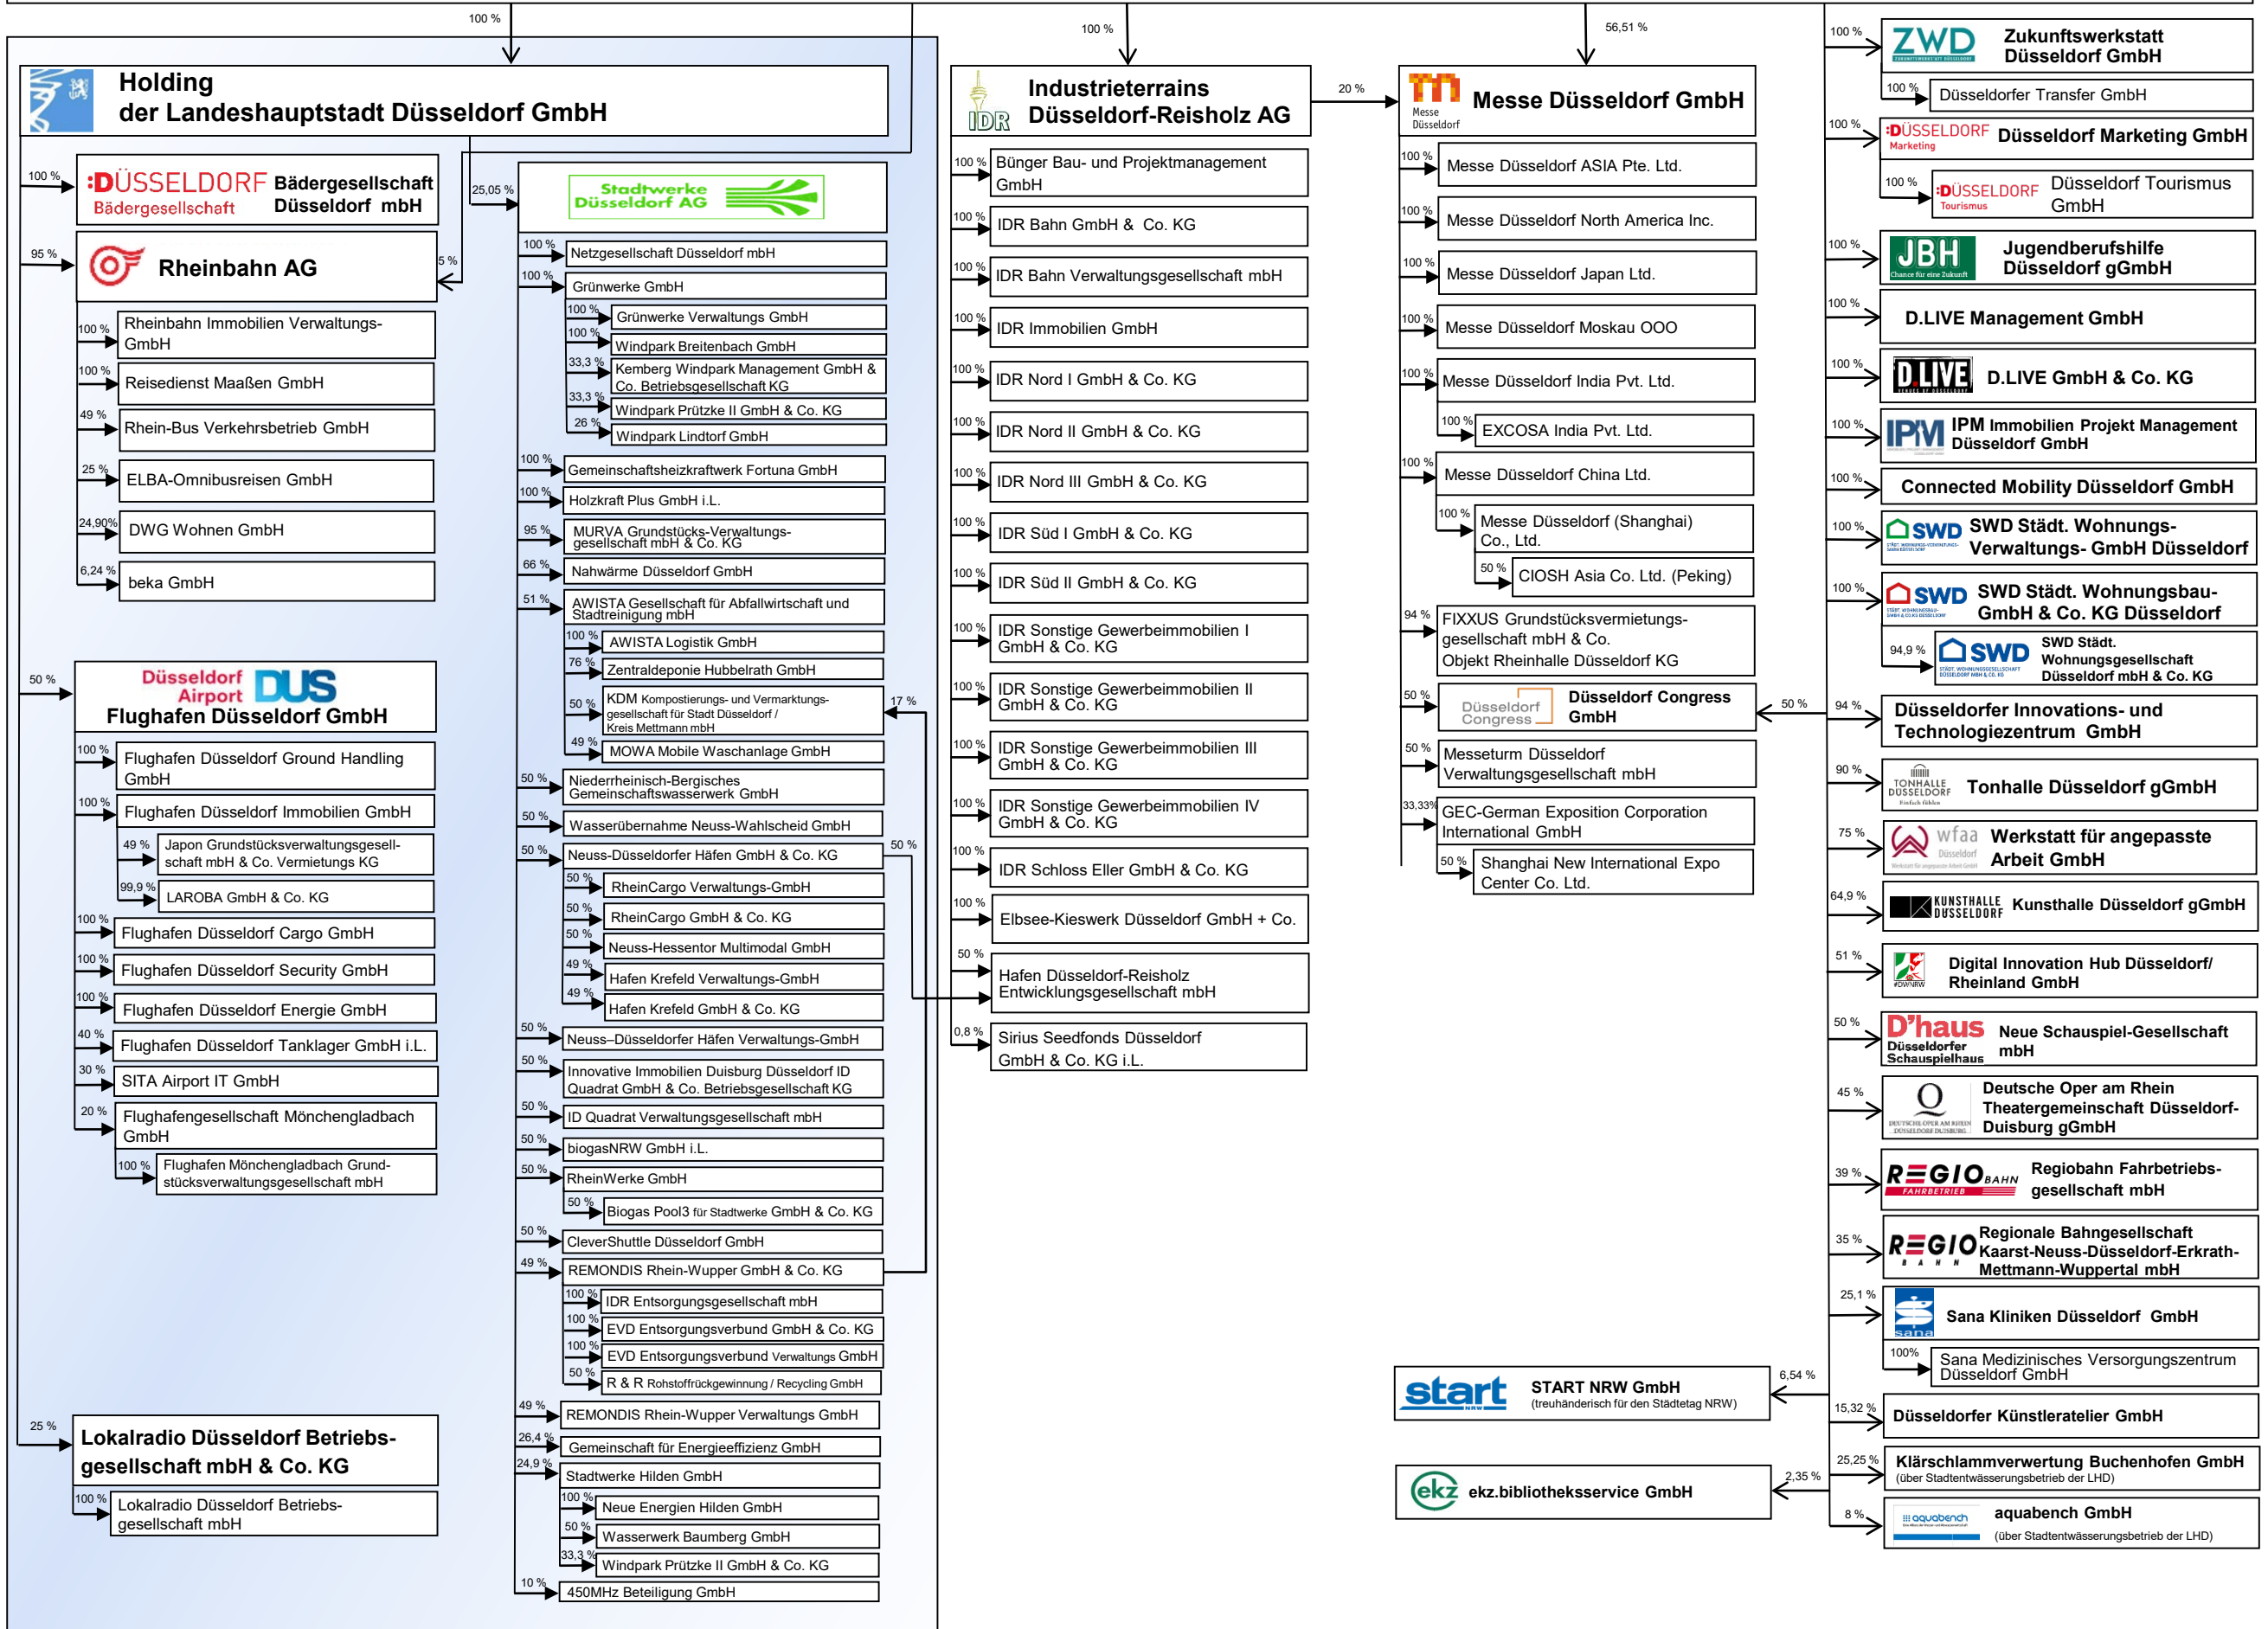 100 %
100 %
56,51 %
Holding
der Landeshauptstadt Düsseldorf GmbH
100 %
:DÜSSELDORF
Bädergesellschaft
Bädergesellschaft
Düsseldorf mbH
95 %
Rheinbahn AG
5 %
100 %
Rheinbahn Immobilien Verwaltungs-
GmbH
100 %
Reisedienst Maaßen GmbH
49 %
Rhein-Bus Verkehrsbetrieb GmbH
25 %
ELBA-Omnibusreisen GmbH
24,90%
DWG Wohnen GmbH
6,24 %
beka GmbH
50 %
Düsseldorf
Airport
DUS
Flughafen Düsseldorf GmbH
100 %
Flughafen Düsseldorf Ground Handling
GmbH
100 %
Flughafen Düsseldorf Immobilien GmbH
49 %
Japon Grundstücksverwaltungsgesell-
schaft mbH & Co. Vermietungs KG
99,9 %
LAROBA GmbH & Co. KG
100 %
Flughafen Düsseldorf Cargo GmbH
100 %
Flughafen Düsseldorf Security GmbH
100 %
Flughafen Düsseldorf Energie GmbH
40 %
Flughafen Düsseldorf Tanklager GmbH i.L.
30 %
SITA Airport IT GmbH
20 %
Flughafengesellschaft Mönchengladbach
GmbH
100 %
Flughafen Mönchengladbach Grund-
stücksverwaltungsgesellschaft mbH
25 %
Lokalradio Düsseldorf Betriebs-
gesellschaft mbH & Co. KG
100 %
Lokalradio Düsseldorf Betriebs-
gesellschaft mbH
25,05 %
Stadtwerke
Düsseldorf AG
100 %
Netzgesellschaft Düsseldorf mbH
100 %
Grünwerke GmbH
100 %
Grünwerke Verwaltungs GmbH
100 %
Windpark Breitenbach GmbH
33,3 %
Kemberg Windpark Management GmbH &
Co. Betriebsgesellschaft KG
33,3 %
Windpark Prützke II GmbH & Co. KG
26 %
Windpark Lindtorf GmbH
100 %
Gemeinschaftsheizkraftwerk Fortuna GmbH
100 %
Holzkraft Plus GmbH i.L.
95 %
MURVA Grundstücks-Verwaltungs-
gesellschaft mbH & Co. KG
66 %
Nahwärme Düsseldorf GmbH
51 %
AWISTA Gesellschaft für Abfallwirtschaft und
Stadtreinigung mbH
100 %
AWISTA Logistik GmbH
76 %
Zentraldeponie Hubbelrath GmbH
50 %
KDM Kompostierungs- und Vermarktungs-
gesellschaft für Stadt Düsseldorf /
Kreis Mettmann mbH
17 %
49 %
MOWA Mobile Waschanlage GmbH
50 %
Niederrheinisch-Bergisches
Gemeinschaftswasserwerk GmbH
50 %
Wasserübernahme Neuss-Wahlscheid GmbH
50 %
Neuss-Düsseldorfer Häfen GmbH & Co. KG
50 %
50 %
RheinCargo Verwaltungs-GmbH
50 %
RheinCargo GmbH & Co. KG
50 %
Neuss-Hessentor Multimodal GmbH
49 %
Hafen Krefeld Verwaltungs-GmbH
49 %
Hafen Krefeld GmbH & Co. KG
50 %
Neuss–Düsseldorfer Häfen Verwaltungs-GmbH
50 %
Innovative Immobilien Duisburg Düsseldorf ID
Quadrat GmbH & Co. Betriebsgesellschaft KG
50 %
ID Quadrat Verwaltungsgesellschaft mbH
50 %
biogasNRW GmbH i.L.
50 %
RheinWerke GmbH
50 %
Biogas Pool3 für Stadtwerke GmbH & Co. KG
50 %
CleverShuttle Düsseldorf GmbH
49 %
REMONDIS Rhein-Wupper GmbH & Co. KG
100 %
IDR Entsorgungsgesellschaft mbH
100 %
EVD Entsorgungsverbund GmbH & Co. KG
100 %
EVD Entsorgungsverbund Verwaltungs GmbH
50 %
R & R Rohstoffrückgewinnung / Recycling GmbH
49 %
REMONDIS Rhein-Wupper Verwaltungs GmbH
26,4 %
Gemeinschaft für Energieeffizienz GmbH
24,9 %
Stadtwerke Hilden GmbH
100 %
Neue Energien Hilden GmbH
50 %
Wasserwerk Baumberg GmbH
33,3 %
Windpark Prützke II GmbH & Co. KG
10 %
450MHz Beteiligung GmbH
IDR
Industrieterrains
Düsseldorf-Reisholz AG
20 %
100 %
Bünger Bau- und Projektmanagement
GmbH
100 %
IDR Bahn GmbH & Co. KG
100 %
IDR Bahn Verwaltungsgesellschaft mbH
100 %
IDR Immobilien GmbH
100 %
IDR Nord I GmbH & Co. KG
100 %
IDR Nord II GmbH & Co. KG
100 %
IDR Nord III GmbH & Co. KG
100 %
IDR Süd I GmbH & Co. KG
100 %
IDR Süd II GmbH & Co. KG
100 %
IDR Sonstige Gewerbeimmobilien I
GmbH & Co. KG
100 %
IDR Sonstige Gewerbeimmobilien II
GmbH & Co. KG
100 %
IDR Sonstige Gewerbeimmobilien III
GmbH & Co. KG
100 %
IDR Sonstige Gewerbeimmobilien IV
GmbH & Co. KG
100 %
IDR Schloss Eller GmbH & Co. KG
100 %
Elbsee-Kieswerk Düsseldorf GmbH + Co.
50 %
Hafen Düsseldorf-Reisholz
Entwicklungsgesellschaft mbH
0,8 %
Sirius Seedfonds Düsseldorf
GmbH & Co. KG i.L.
Messe
Düsseldorf
Messe Düsseldorf GmbH
100 %
Messe Düsseldorf ASIA Pte. Ltd.
100 %
Messe Düsseldorf North America Inc.
100 %
Messe Düsseldorf Japan Ltd.
100 %
Messe Düsseldorf Moskau OOO
100 %
Messe Düsseldorf India Pvt. Ltd.
100 %
EXCOSA India Pvt. Ltd.
100 %
Messe Düsseldorf China Ltd.
100 %
Messe Düsseldorf (Shanghai)
Co., Ltd.
50 %
CIOSH Asia Co. Ltd. (Peking)
94 %
FIXXUS Grundstücksvermietungs-
gesellschaft mbH & Co.
Objekt Rheinhalle Düsseldorf KG
50 %
Düsseldorf
Congress
Düsseldorf Congress
GmbH
50 %
50 %
Messeturm Düsseldorf
Verwaltungsgesellschaft mbH
33,33%
GEC-German Exposition Corporation
International GmbH
50 %
Shanghai New International Expo
Center Co. Ltd.
6,54 %
start
NRW
START NRW GmbH
(treuhänderisch für den Städtetag NRW)
2,35 %
ekz
ekz.bibliotheksservice GmbH
100 %
ZWD
ZUKUNFTSWERKSTATT DÜSSELDORF
Zukunftswerkstatt
Düsseldorf GmbH
100 %
Düsseldorfer Transfer GmbH
100 %
:DÜSSELDORF
Marketing
Düsseldorf Marketing GmbH
100 %
:DÜSSELDORF
Tourismus
Düsseldorf Tourismus
GmbH
100 %
JBH
Chance für eine Zukunft
Jugendberufshilfe
Düsseldorf gGmbH
100 %
D.LIVE Management GmbH
100 %
D.LIVE
D.LIVE GmbH & Co. KG
100 %
IPM
IPM Immobilien Projekt Management
Düsseldorf GmbH
100 %
Connected Mobility Düsseldorf GmbH
100 %
SWD
SWD Städt. Wohnungs-
Verwaltungs- GmbH Düsseldorf
100 %
SWD
SWD Städt. Wohnungsbau-
GmbH & Co. KG Düsseldorf
94,9 %
SWD
SWD Städt.
Wohnungsgesellschaft
Düsseldorf mbH & Co. KG
94 %
Düsseldorfer Innovations- und
Technologiezentrum GmbH
90 %
TONHALLE
DÜSSELDORF
Einfach fühlen
Tonhalle Düsseldorf gGmbH
75 %
wfaa
Düsseldorf
Werkstatt für angepasste Arbeit GmbH
Werkstatt für angepasste
Arbeit GmbH
64,9 %
KUNSTHALLE
DÜSSELDORF
Kunsthalle Düsseldorf gGmbH
51 %
#DWNRW
Digital Innovation Hub Düsseldorf/
Rheinland GmbH
50 %
D'haus
Düsseldorfer
Schauspielhaus
Neue Schauspiel-Gesellschaft
mbH
45 %
DEUTSCHE OPER AM RHEIN
DÜSSELDORF DUISBURG
Deutsche Oper am Rhein
Theatergemeinschaft Düsseldorf-
Duisburg gGmbH
39 %
REGIOBAHN
FAHRBETRIEB
Regiobahn Fahrbetriebs-
gesellschaft mbH
35 %
REGIO
BAHN
Regionale Bahngesellschaft
Kaarst-Neuss-Düsseldorf-Erkrath-
Mettmann-Wuppertal mbH
25,1 %
sana
Sana Kliniken Düsseldorf GmbH
100%
Sana Medizinisches Versorgungszentrum
Düsseldorf GmbH
15,32 %
Düsseldorfer Künstleratelier GmbH
25,25 %
Klärschlammverwertung Buchenhofen GmbH
(über Stadtentwässerungsbetrieb der LHD)
8 %
aquabench
aquabench GmbH
(über Stadtentwässerungsbetrieb der LHD)